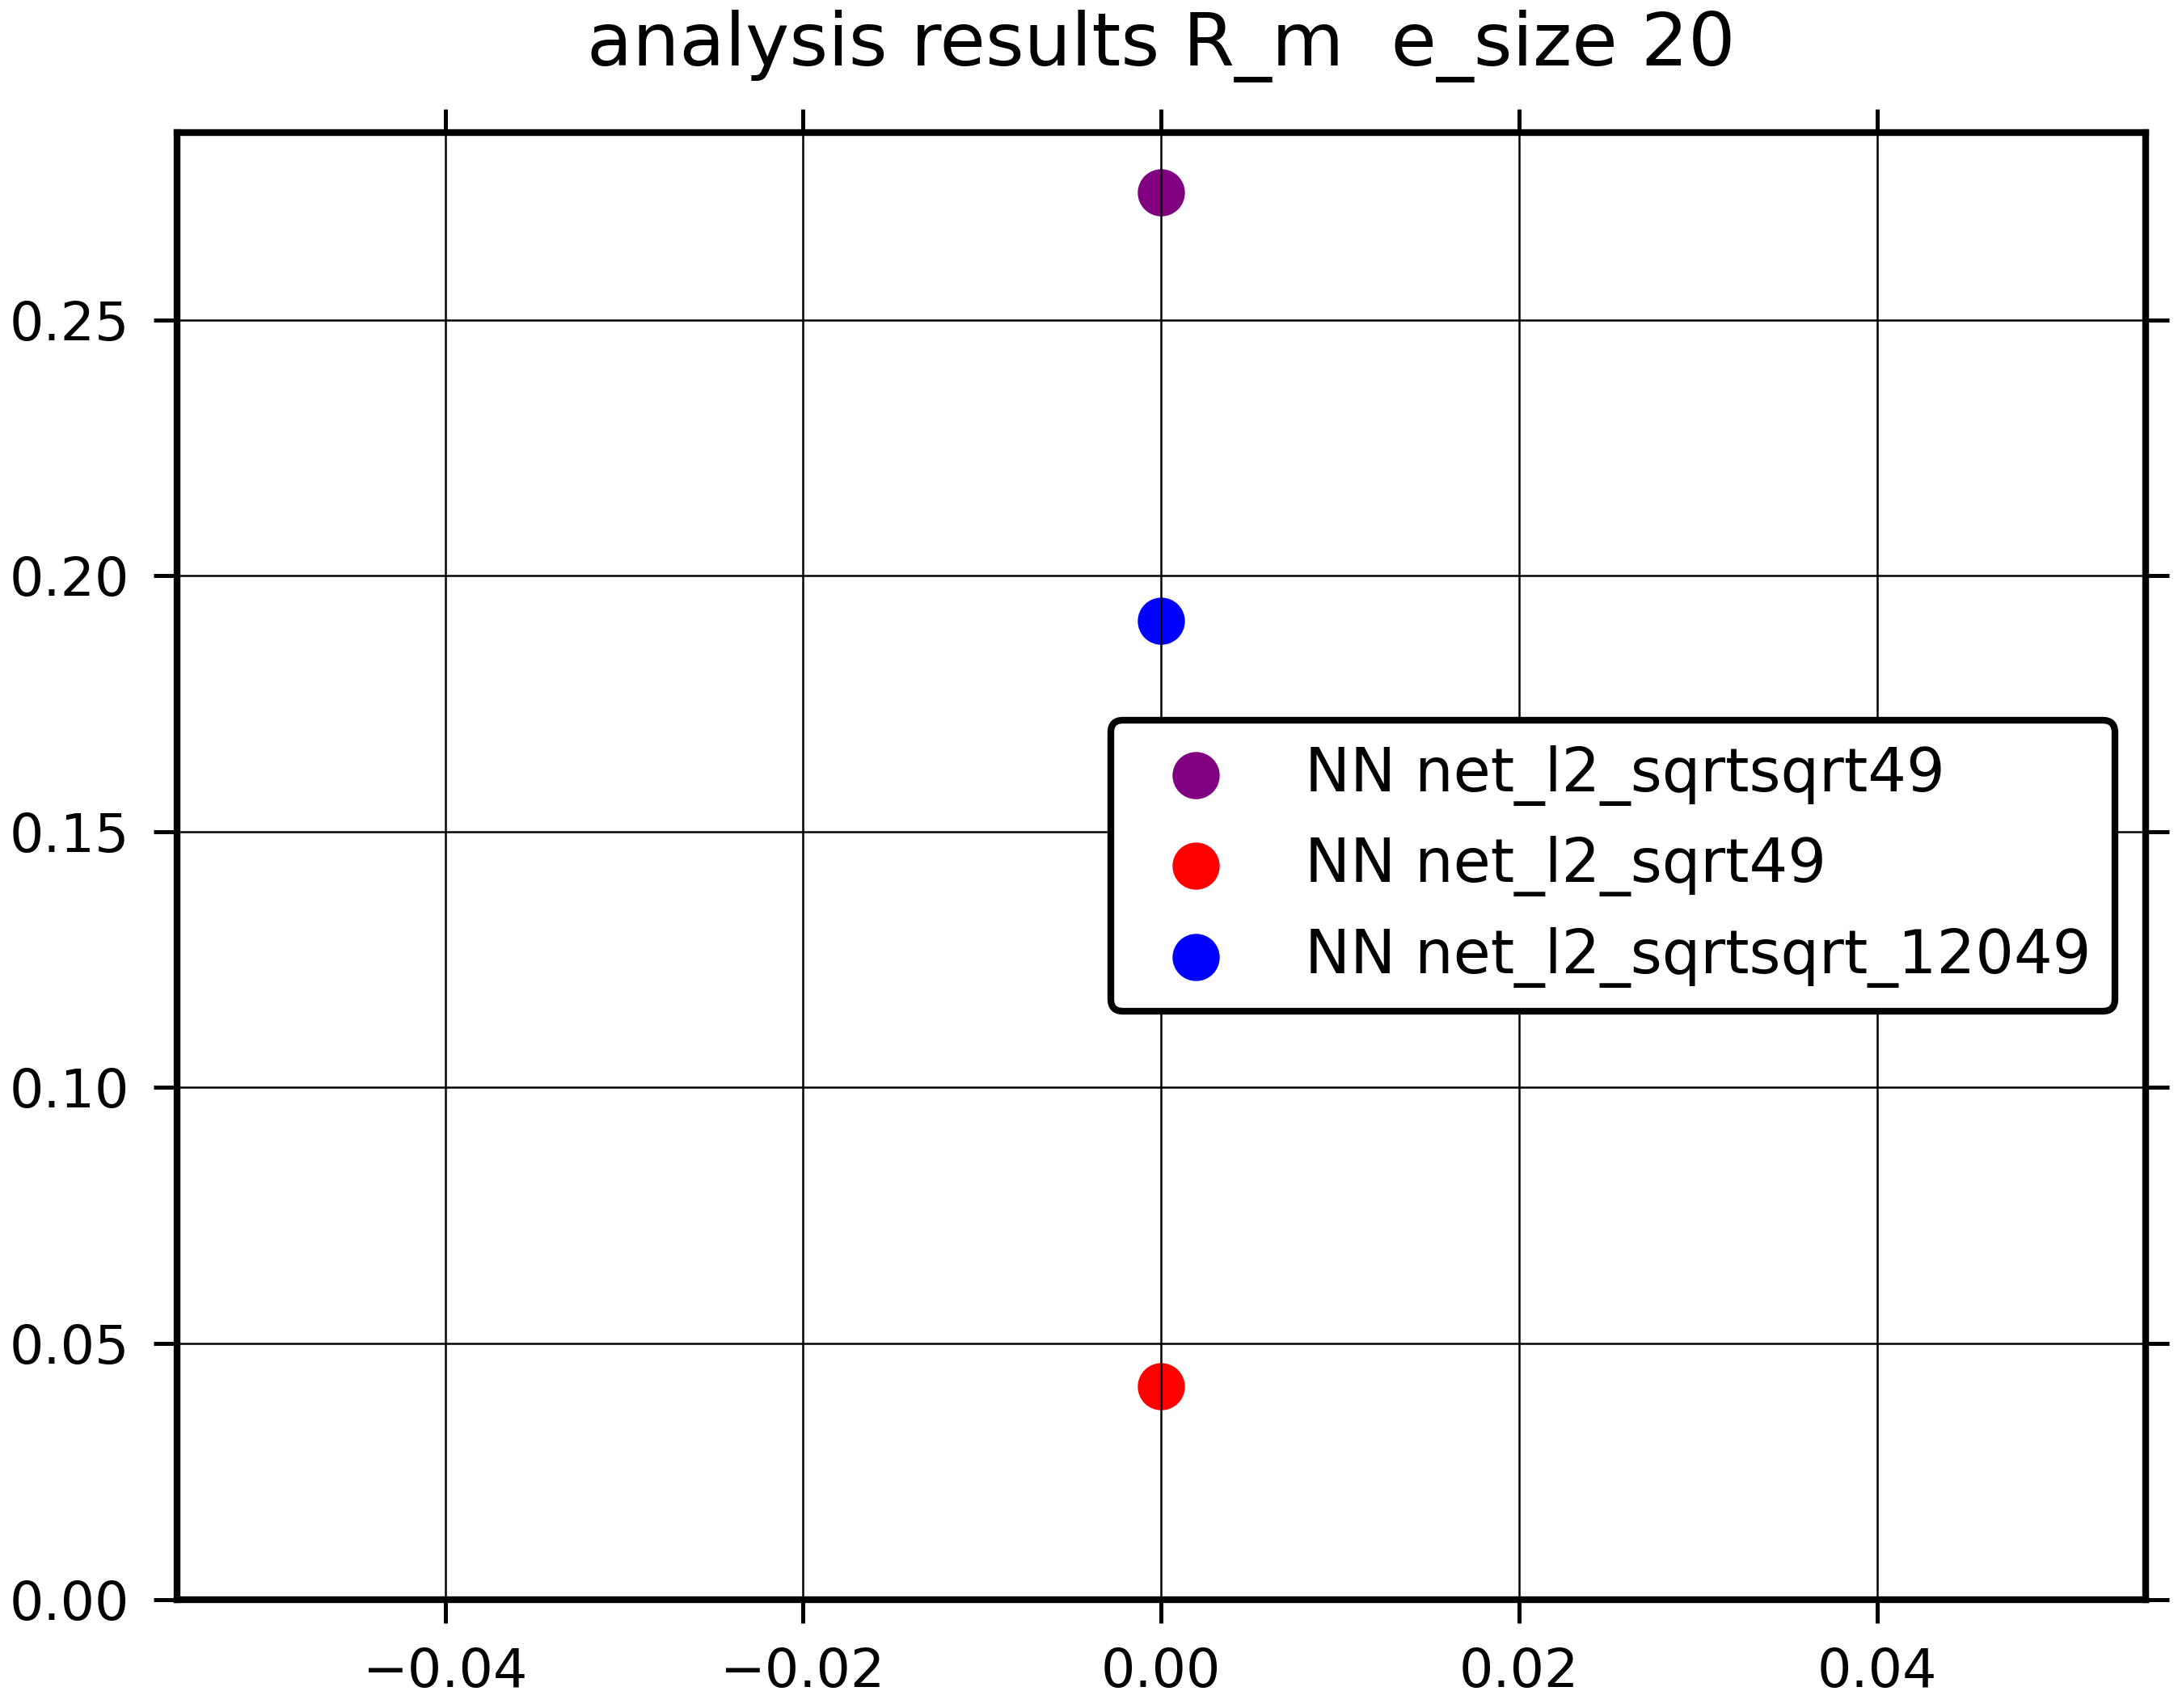 analysis results R_m  e_size 20
0.25
0.20
0.15
0.10
0.05
0.00
NN net_l2_sqrtsqrt49
NN net_l2_sqrt49
NN net_l2_sqrtsqrt_12049
−0.04 −0.02 0.00 0.02 0.04